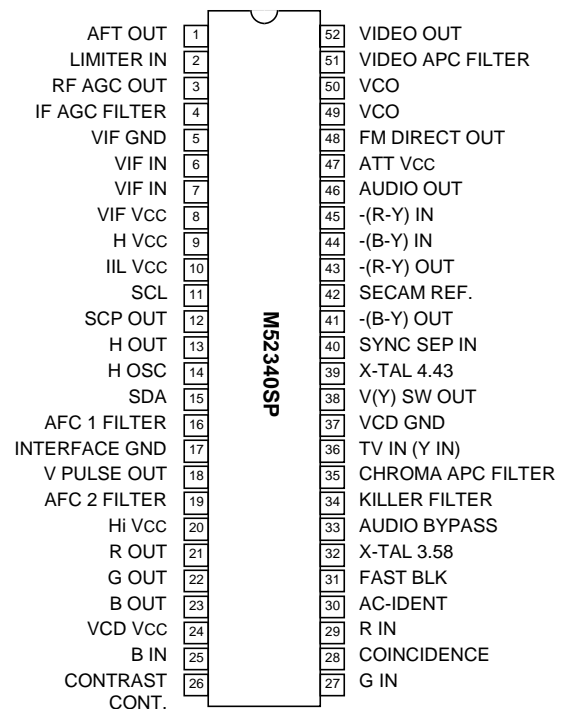 AFT OUT 1 52 VIDEO OUT
LIMITER IN 2 51 VIDEO APC FILTER
RF AGC OUT 3 50 VCO
IF AGC FILTER 4 49 VCO
VIF GND 5 48 FM DIRECT OUT
VIF IN 6 47 ATT VCC
VIF IN 7 46 AUDIO OUT
VIF VCC 8 45 -(R-Y) IN
H VCC 9 44 -(B-Y) IN
IIL VCC 10 43 -(R-Y) OUT
SCL 11 42 SECAM REF.
SCP OUT 12 41 -(B-Y) OUT
H OUT 13 40 SYNC SEP IN
H OSC 14 39 X-TAL 4.43
SDA 15 38 V(Y) SW OUT
AFC 1 FILTER 16 37 VCD GND
INTERFACE GND 17 36 TV IN (Y IN)
V PULSE OUT 18 35 CHROMA APC FILTER
AFC 2 FILTER 19 34 KILLER FILTER
Hi VCC 20 33 AUDIO BYPASS
R OUT 21 32 X-TAL 3.58
G OUT 22 31 FAST BLK
B OUT 23 30 AC-IDENT
VCD VCC 24 29 R IN
B IN 25 28 COINCIDENCE
CONTRAST 26 27 G IN
CONT.
M52340SP